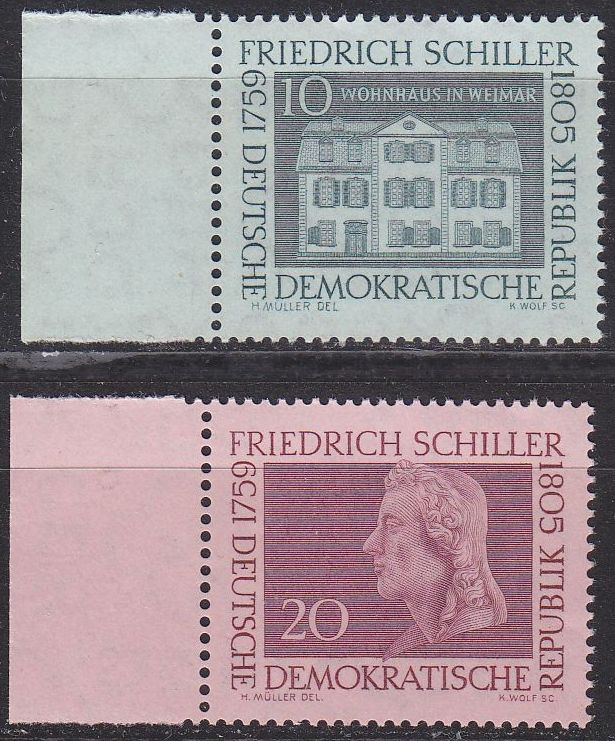 FRIEDRICH SCHILLER
1759 DEUTSCHE
10
WOHNHAUS IN WEIMAR
DEMOKRATISCHE
REPUBLIK 1805
H. MÜLLER DEL.
K. WOLF SC.
FRIEDRICH SCHILLER
1759 DEUTSCHE
20
DEMOKRATISCHE
REPUBLIK 1805
H. MÜLLER DEL.
K. WOLF SC.